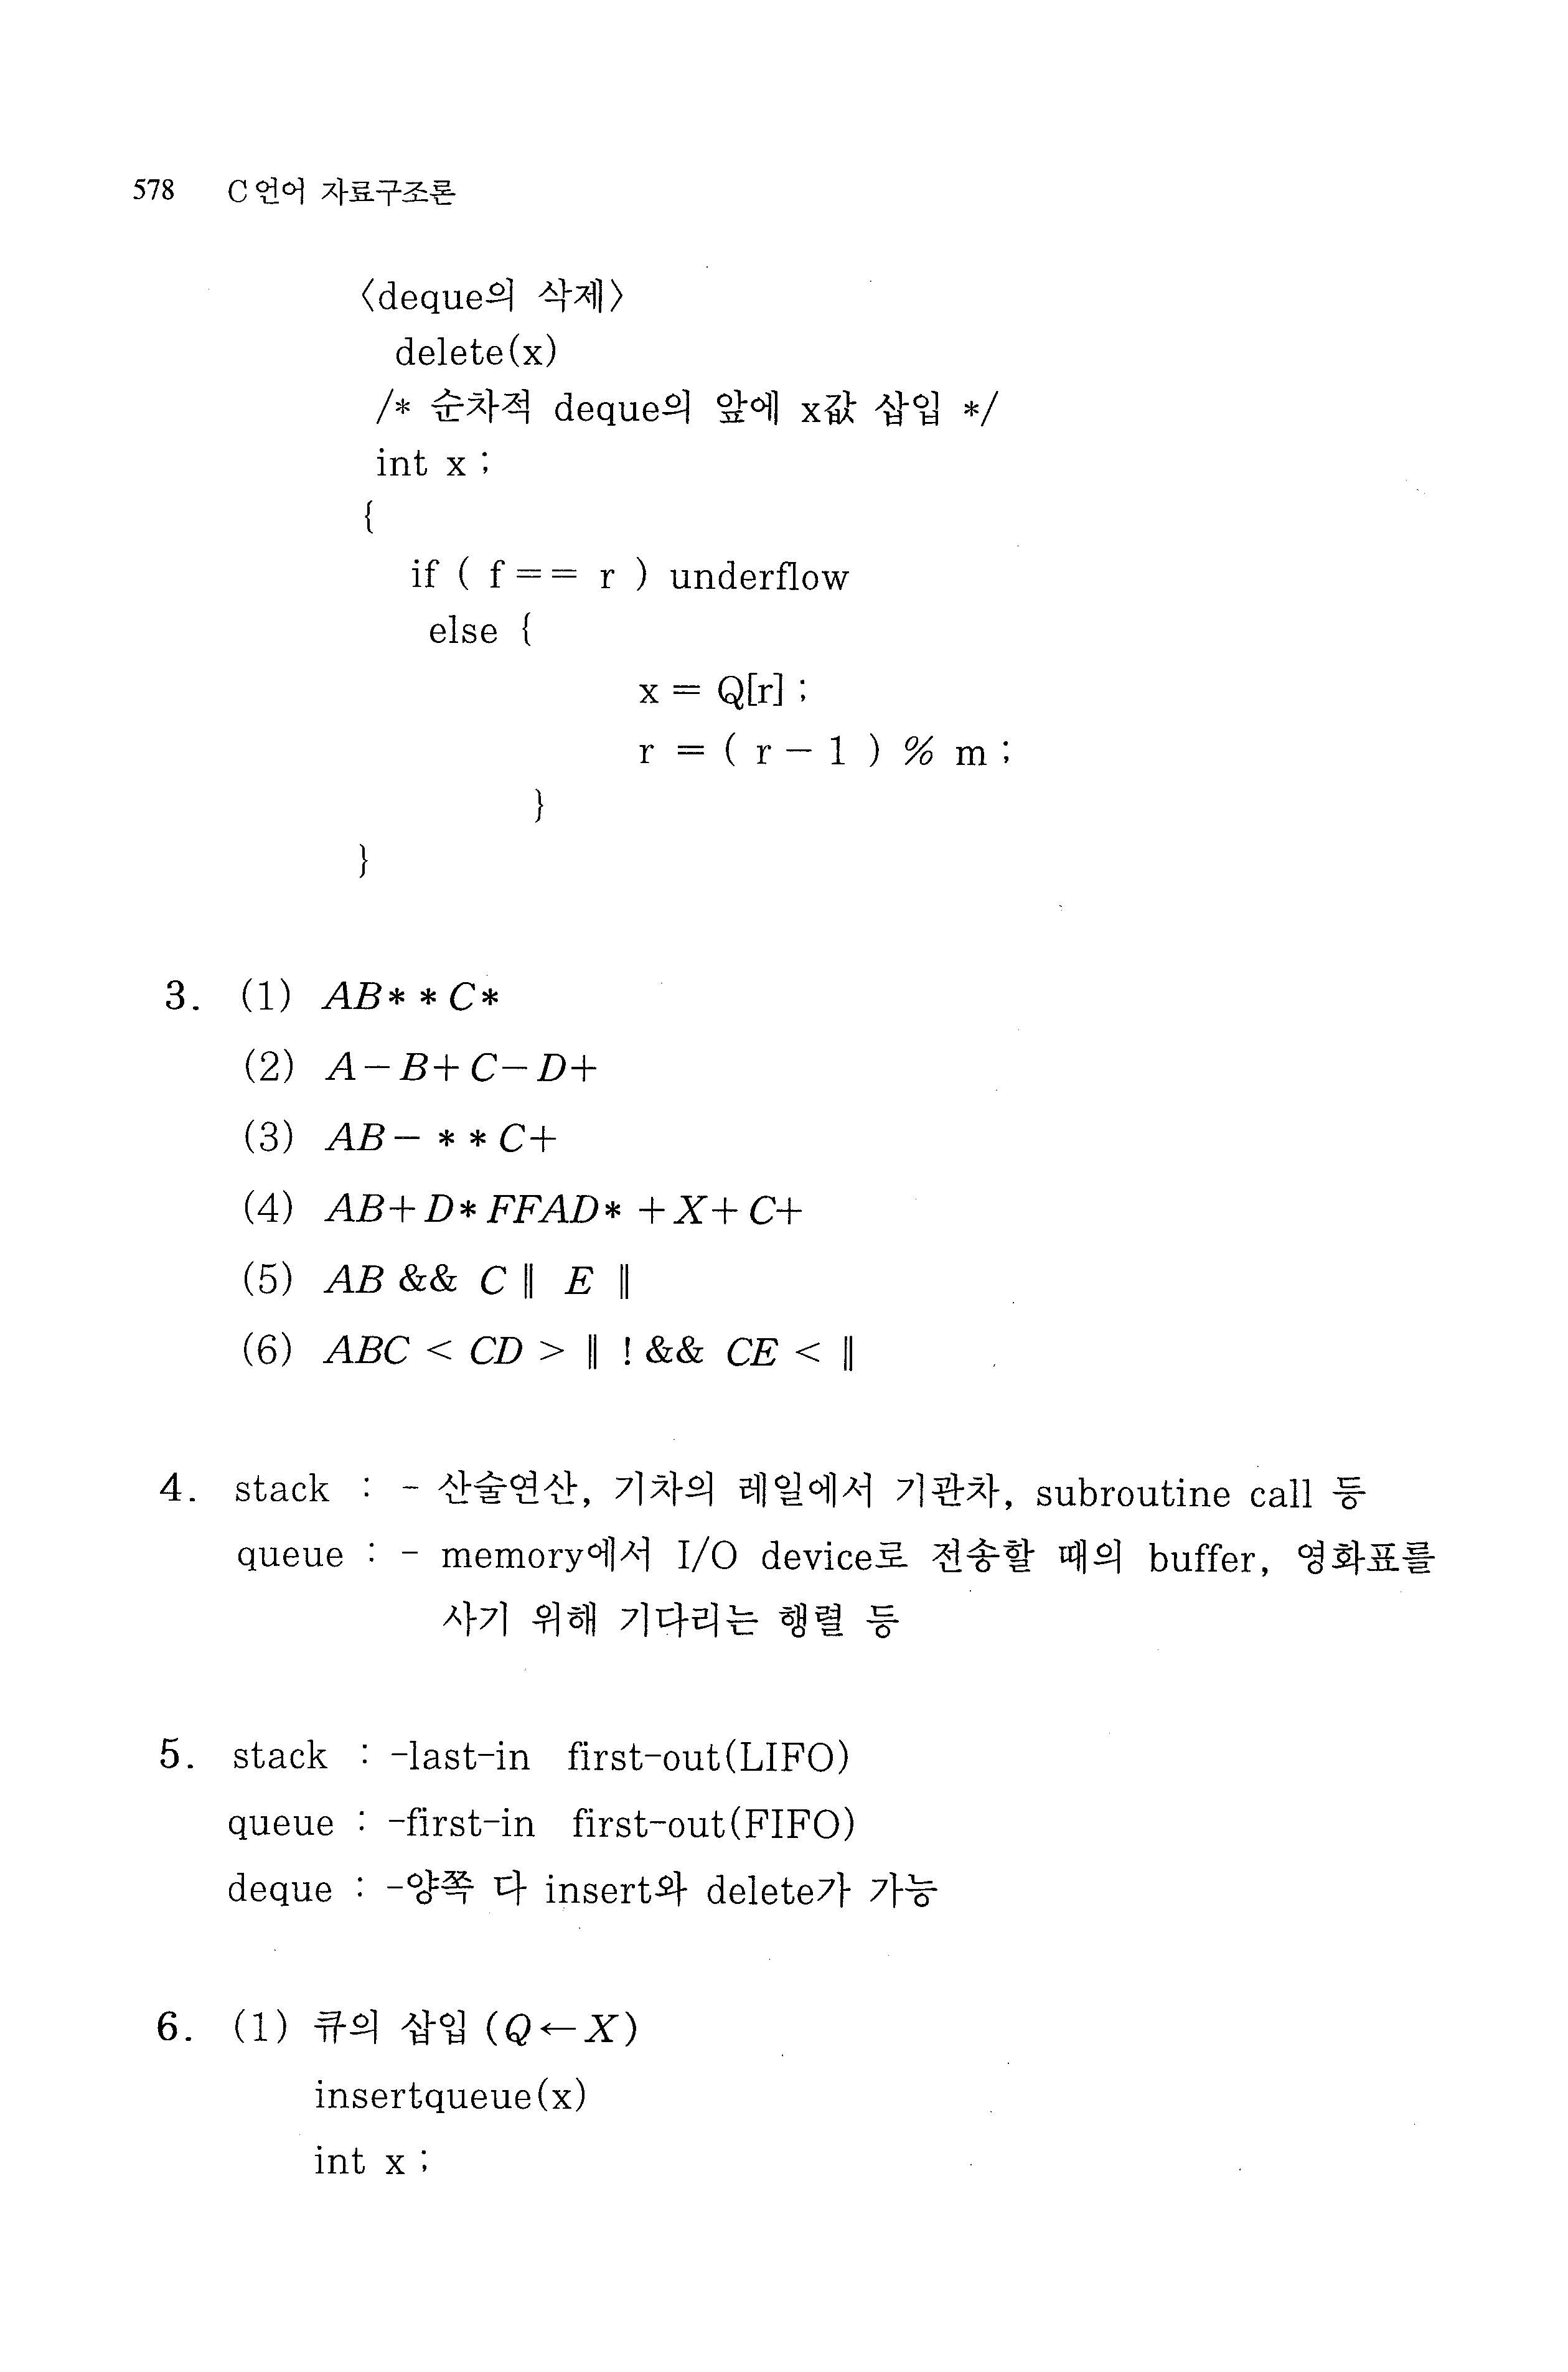 578 C언어 자료구조론
〈deque의 삭제〉
delete(x)
/* 순차적 deque의 앞에 x값 삽입 */
int x ;
{
if ( f == r ) underflow
else {
x = Q[r] ;
r = ( r - 1 ) % m ;
}
}
3. (1) AB* * C*
(2) A-B+C-D+
(3) AB- * * C+
(4) AB+D*FFAD* +X+C+
(5) AB && C ‖ E ‖
(6) ABC < CD > ‖ ! && CE < ‖
4. stack : - 산술연산, 기차의 레일에서 기관차, subroutine call 등
queue : - memory에서 I/O device로 전송할 때의 buffer, 영화표를
사기 위해 기다리는 행렬 등
5. stack : -last-in first-out(LIFO)
queue : -first-in first-out(FIFO)
deque : -양쪽 다 insert와 delete가 가능
6. (1) 큐의 삽입 (Q←X)
insertqueue(x)
int x ;